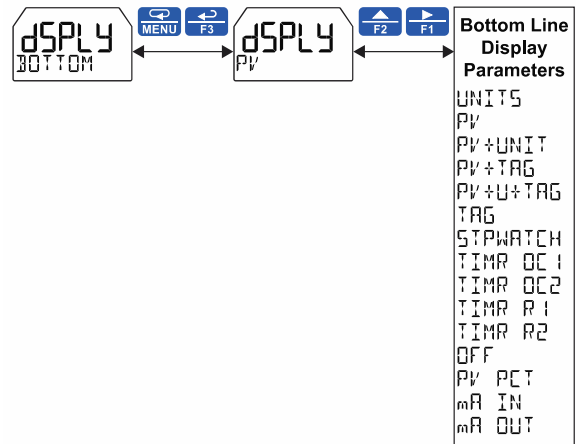 dSPLY
BOTTOM
MENU
F3
dSPLY
PV
F2
F1
Bottom Line
Display
Parameters
UNITS
PV
PV+UNIT
PV+TAG
PV+U+TAG
TAG
STPWATCH
TIMR OC1
TIMR OC2
TIMR R1
TIMR R2
OFF
PV PCT
mA IN
mA OUT